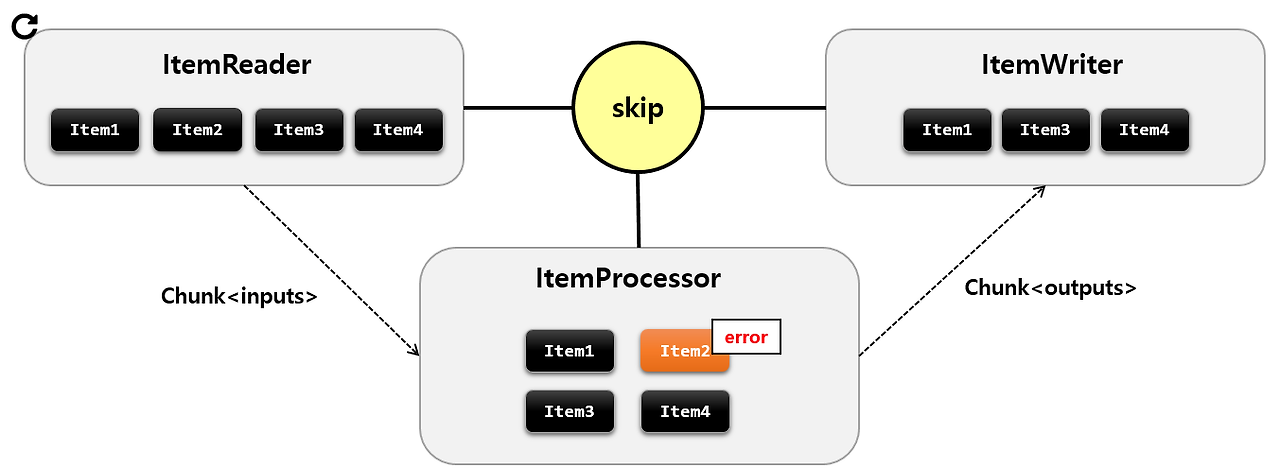 ItemReader
Item1 Item2 Item3 Item4
Chunk<inputs>
skip
ItemProcessor
Item1 Item2 error
Item3 Item4
ItemWriter
Item1 Item3 Item4
Chunk<outputs>